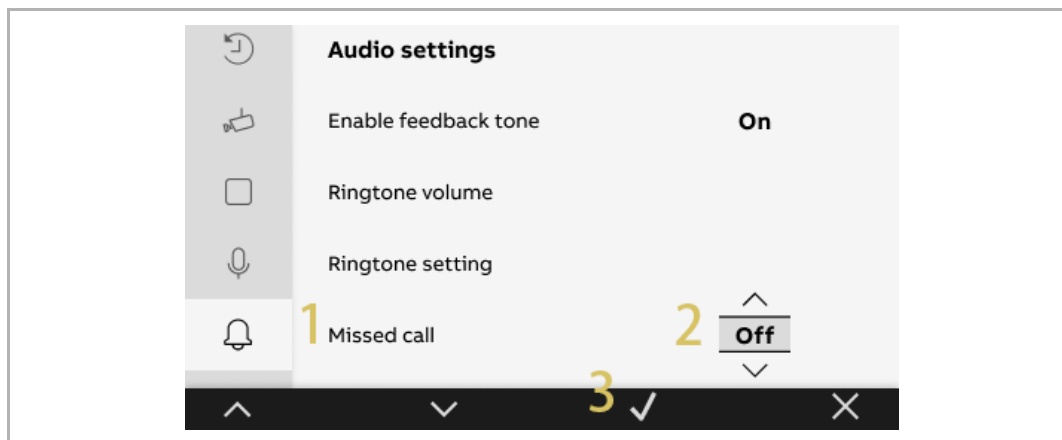 Audio settings
Enable feedback tone On
Ringtone volume
Ringtone setting
1 Missed call 2 Off
3